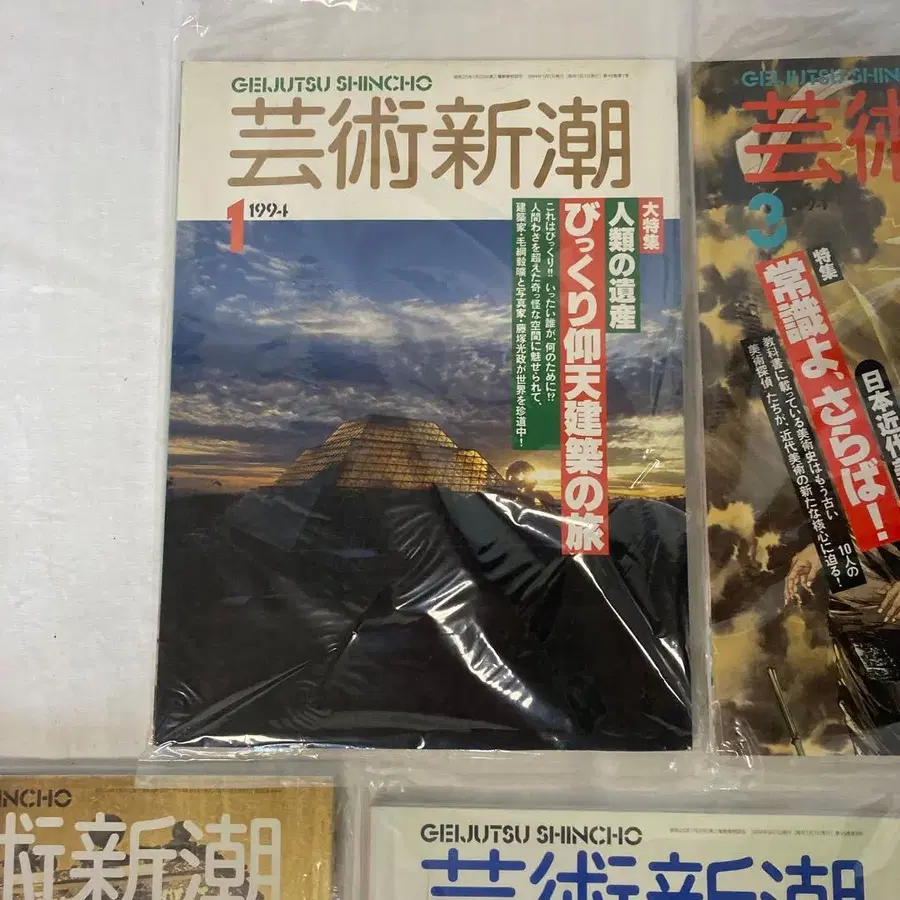 GEIJUTSU SHINCHO
芸術新潮
1 1994
大特集
人類の遺産
びっくり仰天建築の旅
これはびっくり!! いったい誰が、何のために!?
人間わざを超えた奇っ怪な空間に魅せられて、
建築家・毛綱毅曠と写真家・藤塚光政が世界を珍道中！
GEIJUTSU SHIN
芸術
3
特集
常識よ、さらば！
日本近代
10人の
教科書に載っている美術史はもう古い
美術探偵たちが、近代美術の新たな核心に迫る！
INCHO
術新潮
GEIJUTSU SHINCHO
芸術新潮